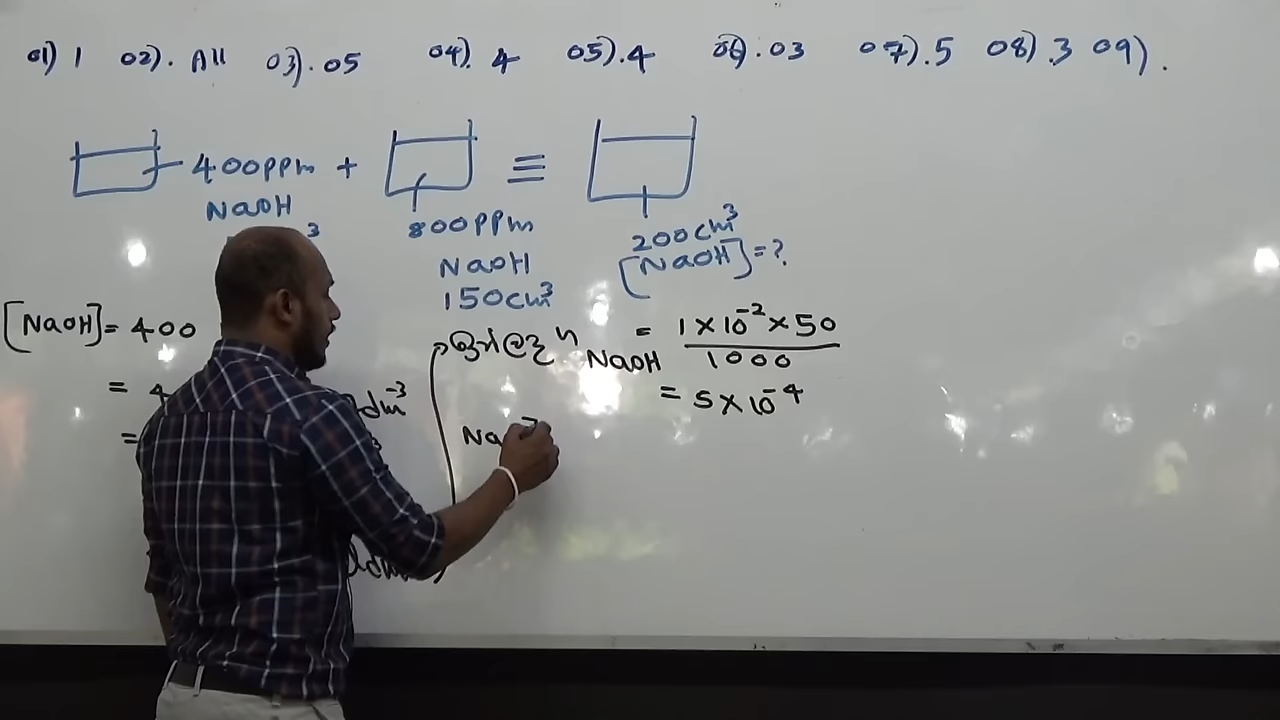 01) 1 02). All 03).05 04). 4 05).4 06).03 07).5 08).3 09).
400ppm + ≡
NaOH
3
800ppm
NaOH
150cm³
200cm³
[NaOH]=?
[NaOH] = 400
= 4
dm⁻³
=
n NaOH = 1×10⁻²×50
1000
= 5×10⁻⁴
Na